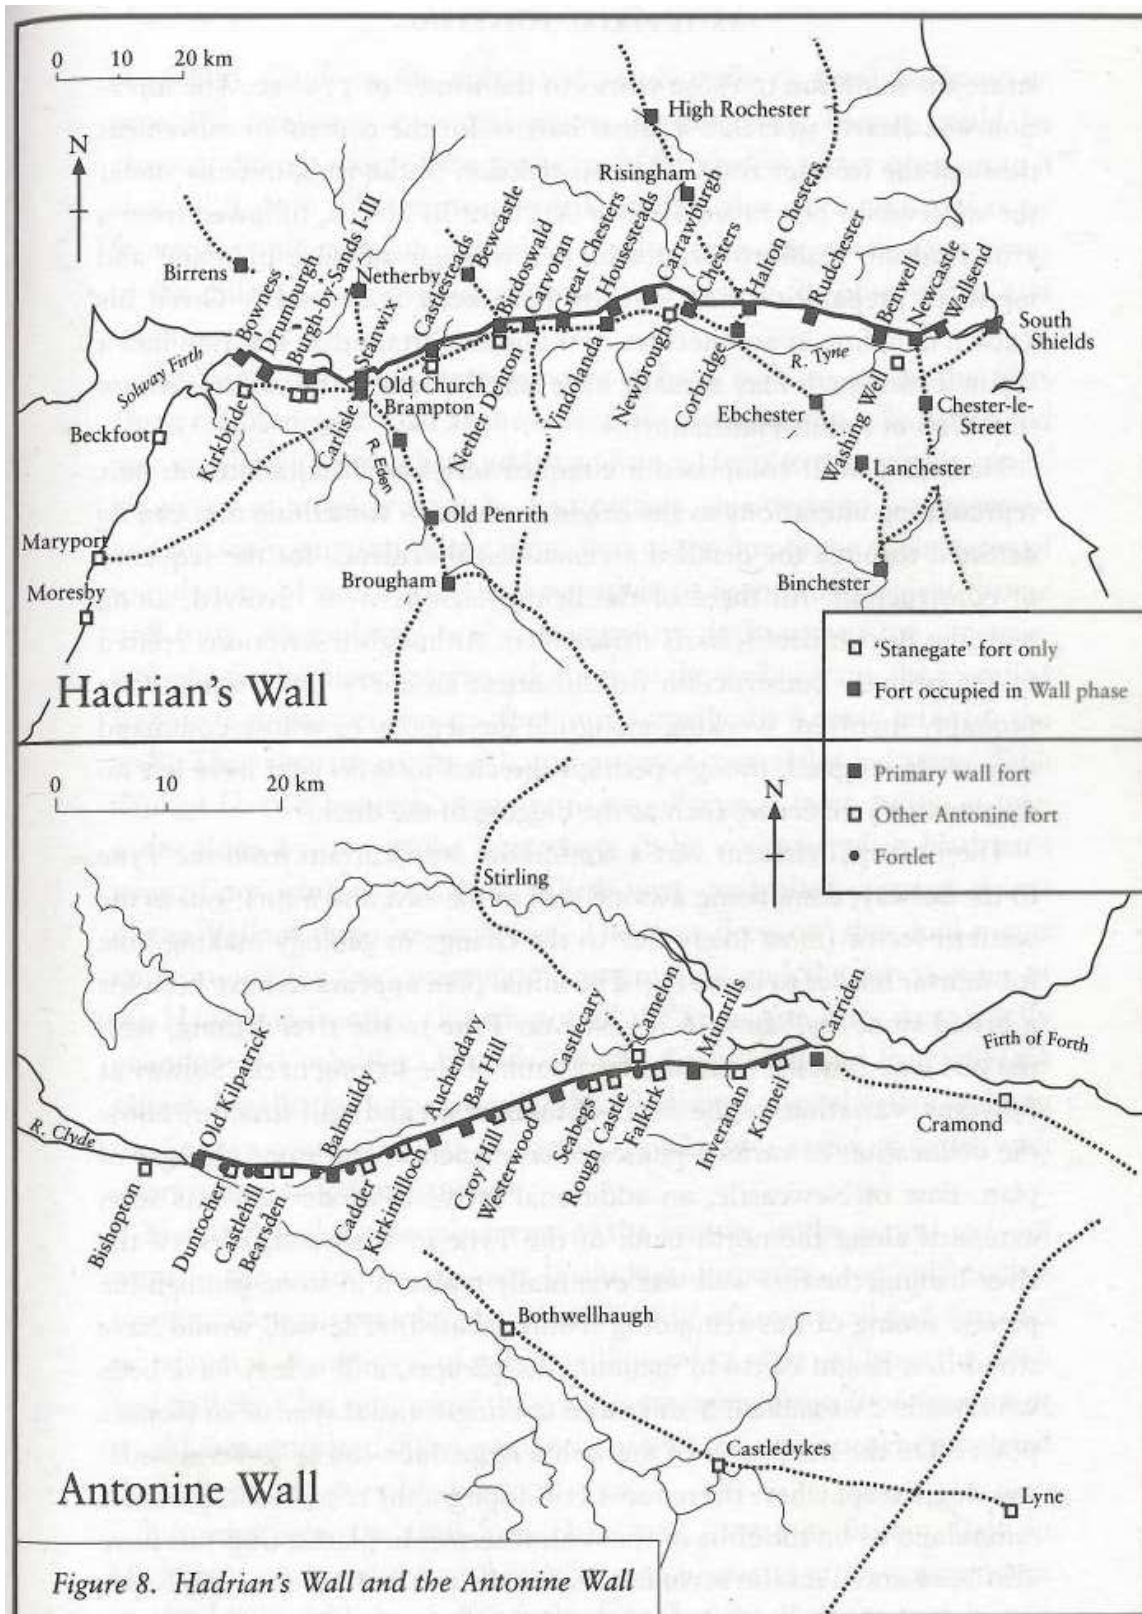 0 10 20 km
N
High Rochester
Risingham
Birrens
Bowness
Drumburgh
Burgh-by-Sands I-III
Netherby
Stanwix
Castlesteads
Bewcastle
Birdoswald
Carvoran
Great Chesters
Housesteads
Carrawburgh
Chesters
Halton Chesters
Rudchester
Benwell
Newcastle
Wallsend
South
Shields
Solway Firth
R. Tyne
Kirkbride
Carlisle
Old Church
Brampton
R. Eden
Nether Denton
Vindolanda
Newbrough
Corbridge
Ebchester
Washing Well
Chester-le-
Street
Beckfoot
Lanchester
Old Penrith
Maryport
Moresby
Brougham
Binchester
Hadrian's Wall
'Stanegate' fort only
Fort occupied in Wall phase
Primary wall fort
Other Antonine fort
Fortlet
0 10 20 km
N
Stirling
R. Clyde
Old Kilpatrick
Balmuldy
Auchendavy
Bar Hill
Castlecary
Camelon
Mumrills
Carriden
Firth of Forth
Bishopton
Duntocher
Castlehill
Bearsden
Cadder
Kirkintilloch
Croy Hill
Westerwood
Seabegs
Rough Castle
Falkirk
Inveravan
Kinneil
Cramond
Bothwellhaugh
Castledykes
Lyne
Antonine Wall
Figure 8. Hadrian's Wall and the Antonine Wall